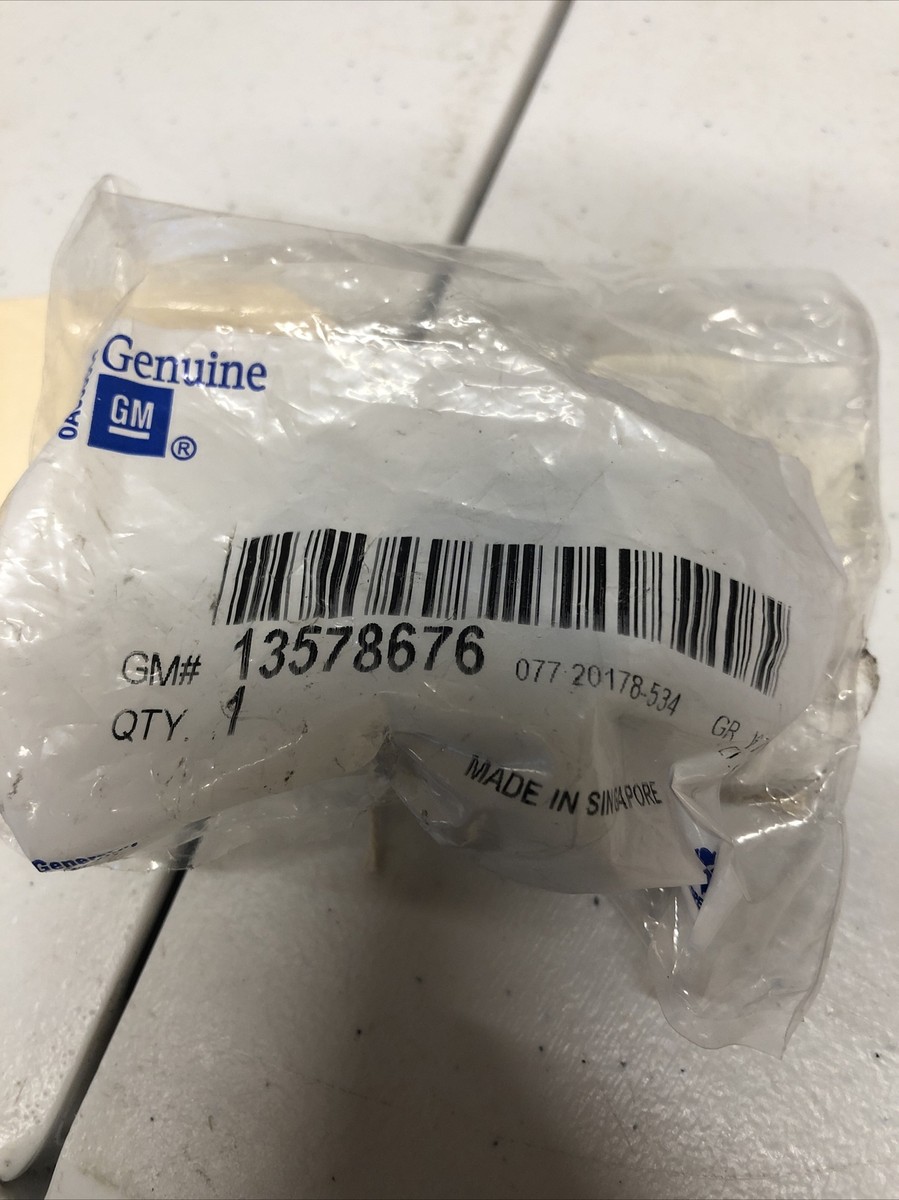 Genuine
GM ®
GM# 13578676 077 20178-534 GR
QTY. 1
MADE IN SINGAPORE